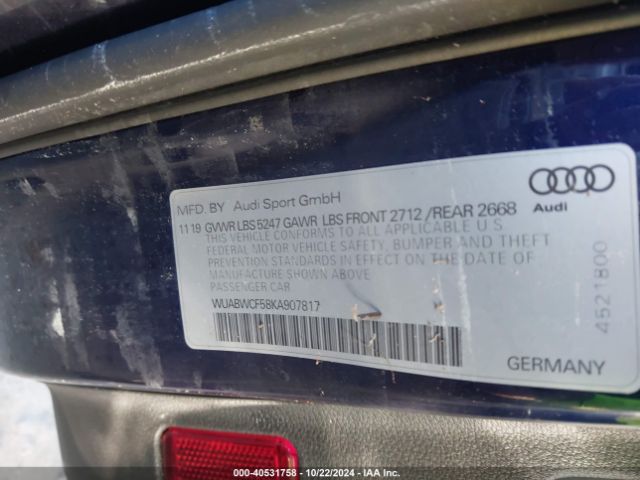 MFD. BY Audi Sport GmbH
11 19 GVWR LBS 5247 GAWR LBS FRONT 2712 /REAR 2668
THIS VEHICLE CONFORMS TO ALL APPLICABLE U S
FEDERAL MOTOR VEHICLE SAFETY, BUMPER AND THEFT
PREVENTION STANDARDS IN EFFECT ON THE DATE OF
MANUFACTURE SHOWN ABOVE
PASSENGER CAR
WUABWCF58KA907817
Audi
4521800
GERMANY
000-40531758 - 10/22/2024 - IAA Inc.